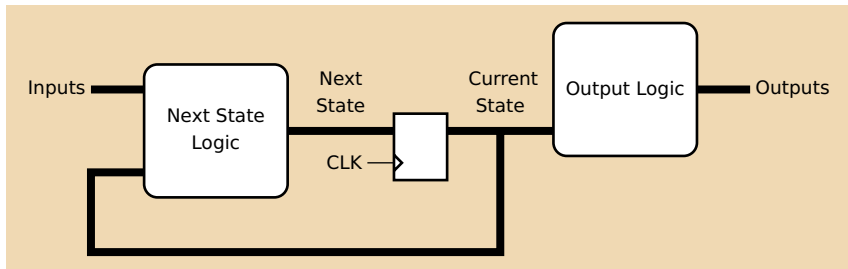 Inputs
Next State
Logic
Next
State
CLK
Current
State
Output Logic
Outputs